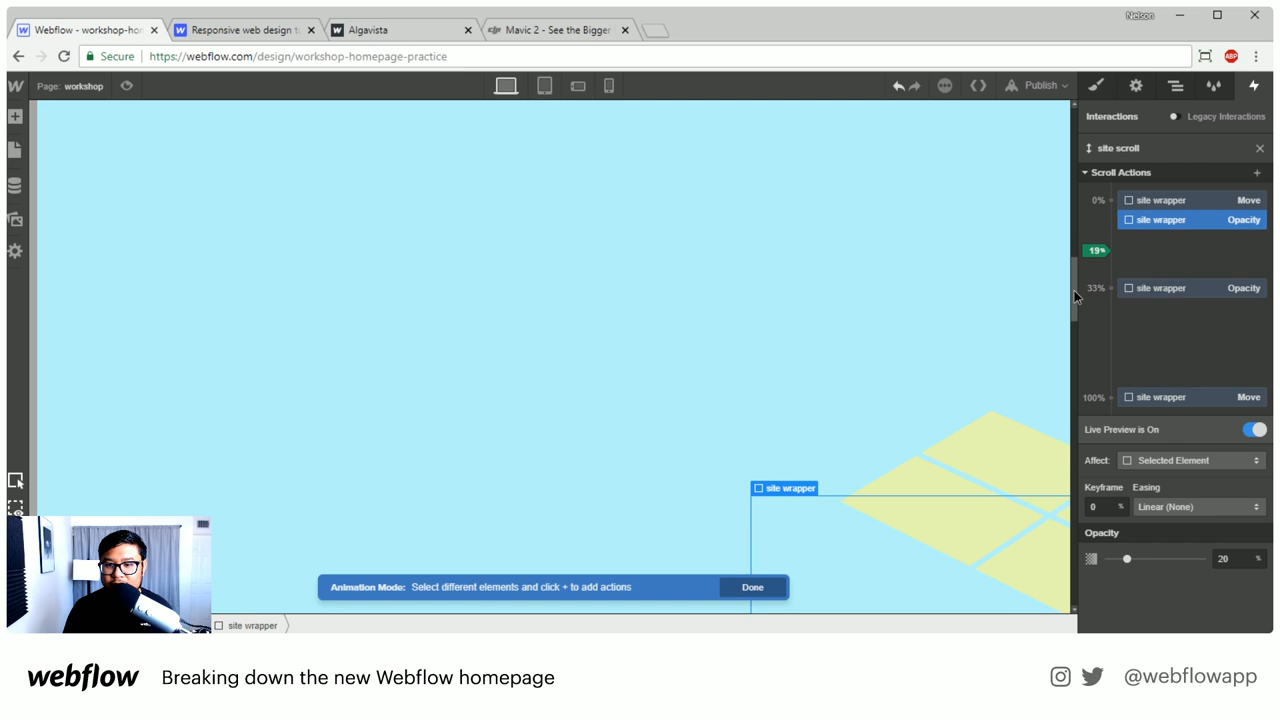 Nelson
Webflow - workshop-hom
Responsive web design t
Algavista
Mavic 2 - See the Bigger
Secure
https://webflow.com/design/workshop-homepage-practice
ABP
Page: workshop
Publish
Interactions
Legacy Interactions
site scroll
Scroll Actions
0%
site wrapper
Move
site wrapper
Opacity
19%
33%
site wrapper
Opacity
100%
site wrapper
Move
Live Preview is On
Affect:
Selected Element
Keyframe
Easing
0
%
Linear (None)
Opacity
20
%
site wrapper
Animation Mode: Select different elements and click + to add actions
Done
site wrapper
webflow
Breaking down the new Webflow homepage
@webflowapp